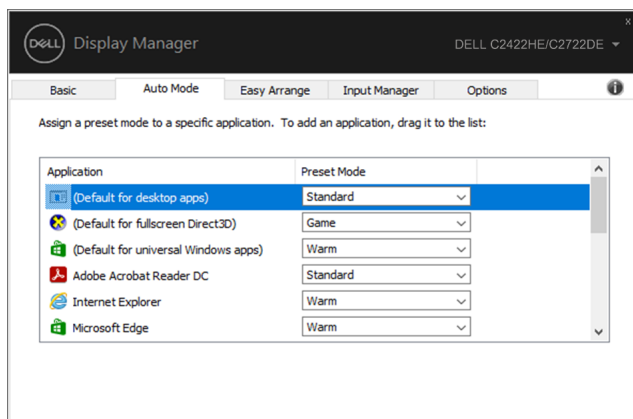 DELL Display Manager DELL C2422HE/C2722DE
x
Basic Auto Mode Easy Arrange Input Manager Options i
Assign a preset mode to a specific application. To add an application, drag it to the list:
Application Preset Mode
(Default for desktop apps) Standard
(Default for fullscreen Direct3D) Game
(Default for universal Windows apps) Warm
Adobe Acrobat Reader DC Standard
Internet Explorer Warm
Microsoft Edge Warm